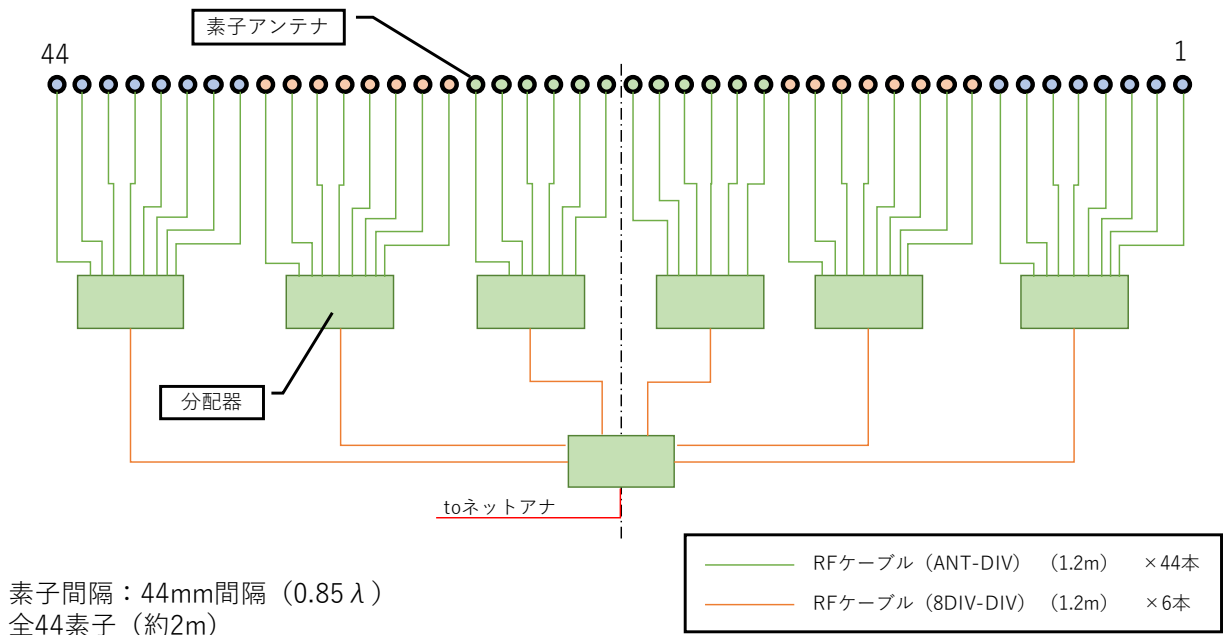 素子アンテナ
44
1
分配器
toネットアナ
RFケーブル（ANT-DIV） （1.2m） ×44本
RFケーブル（8DIV-DIV） （1.2m） ×6本
素子間隔：44mm間隔（0.85λ）
全44素子（約2m）